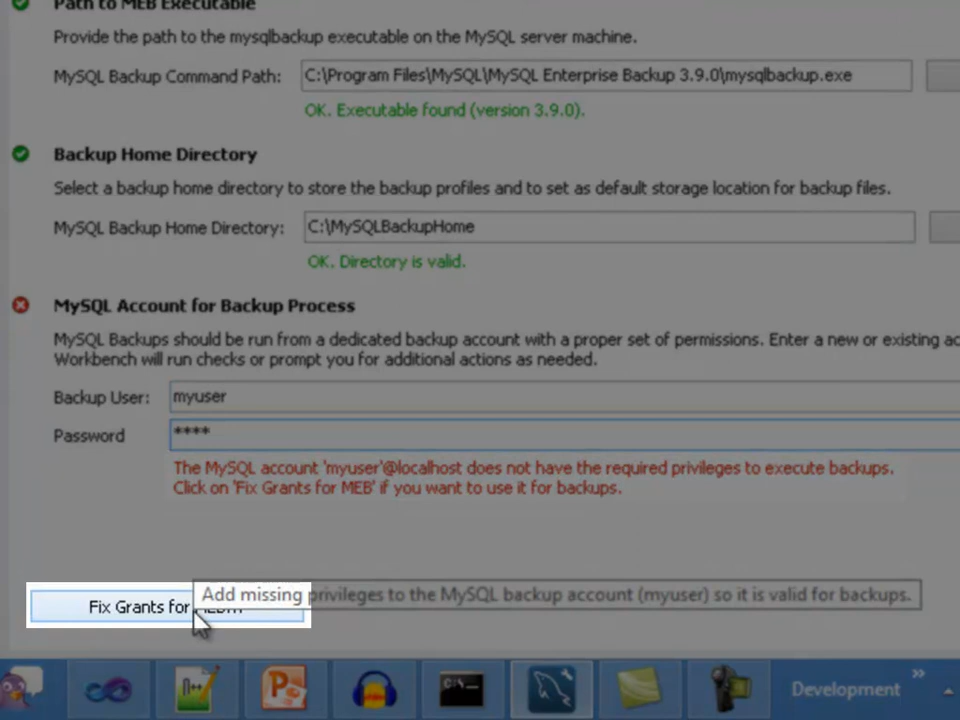 Path to MEB Executable
Provide the path to the mysqlbackup executable on the MySQL server machine.
MySQL Backup Command Path: C:\Program Files\MySQL\MySQL Enterprise Backup 3.9.0\mysqlbackup.exe
OK. Executable found (version 3.9.0).
Backup Home Directory
Select a backup home directory to store the backup profiles and to set as default storage location for backup files.
MySQL Backup Home Directory: C:\MySQLBackupHome
OK. Directory is valid.
MySQL Account for Backup Process
MySQL Backups should be run from a dedicated backup account with a proper set of permissions. Enter a new or existing ac
Workbench will run checks or prompt you for additional actions as needed.
Backup User: myuser
Password ****
The MySQL account 'myuser'@localhost does not have the required privileges to execute backups.
Click on 'Fix Grants for MEB' if you want to use it for backups.
Add missing privileges to the MySQL backup account (myuser) so it is valid for backups.
Fix Grants for
Development